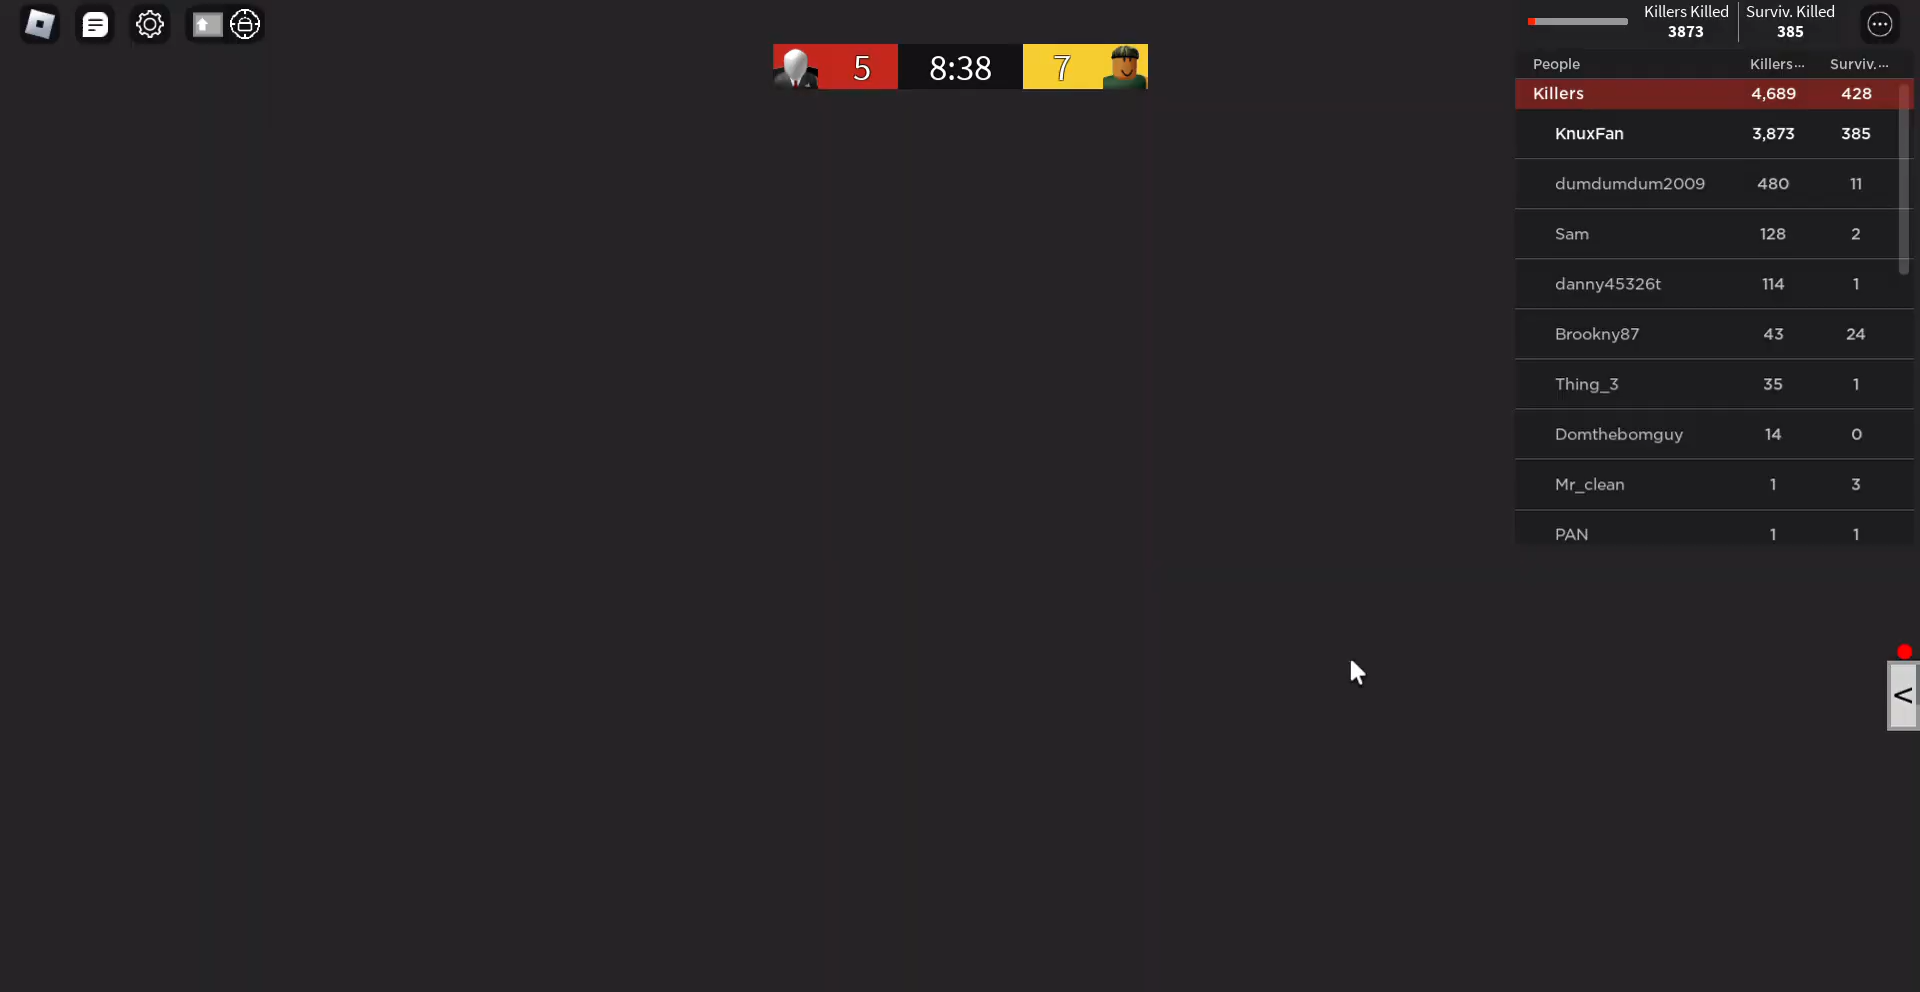 Killers Killed
3873
Surviv. Killed
385
5
8:38
7
People Killers... Surviv....
Killers 4,689 428
KnuxFan 3,873 385
dumdumdum2009 480 11
Sam 128 2
danny45326t 114 1
Brookny87 43 24
Thing_3 35 1
Domthebomguy 14 0
Mr_clean 1 3
PAN 1 1
<